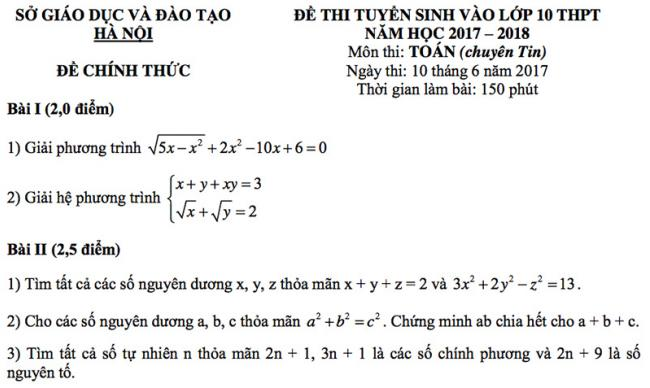 SỞ GIÁO DỤC VÀ ĐÀO TẠO
HÀ NỘI
ĐỀ CHÍNH THỨC
ĐỀ THI TUYỂN SINH VÀO LỚP 10 THPT
NĂM HỌC 2017 – 2018
Môn thi: TOÁN (chuyên Tin)
Ngày thi: 10 tháng 6 năm 2017
Thời gian làm bài: 150 phút
Bài I (2,0 điểm)
1) Giải phương trình √(5x – x²) + 2x² – 10x + 6 = 0
2) Giải hệ phương trình { x + y + xy = 3
√x + √y = 2
Bài II (2,5 điểm)
1) Tìm tất cả các số nguyên dương x, y, z thỏa mãn x + y + z = 2 và 3x² + 2y² – z² = 13.
2) Cho các số nguyên dương a, b, c thỏa mãn a² + b² = c². Chứng minh ab chia hết cho a + b + c.
3) Tìm tất cả số tự nhiên n thỏa mãn 2n + 1, 3n + 1 là các số chính phương và 2n + 9 là số
nguyên tố.